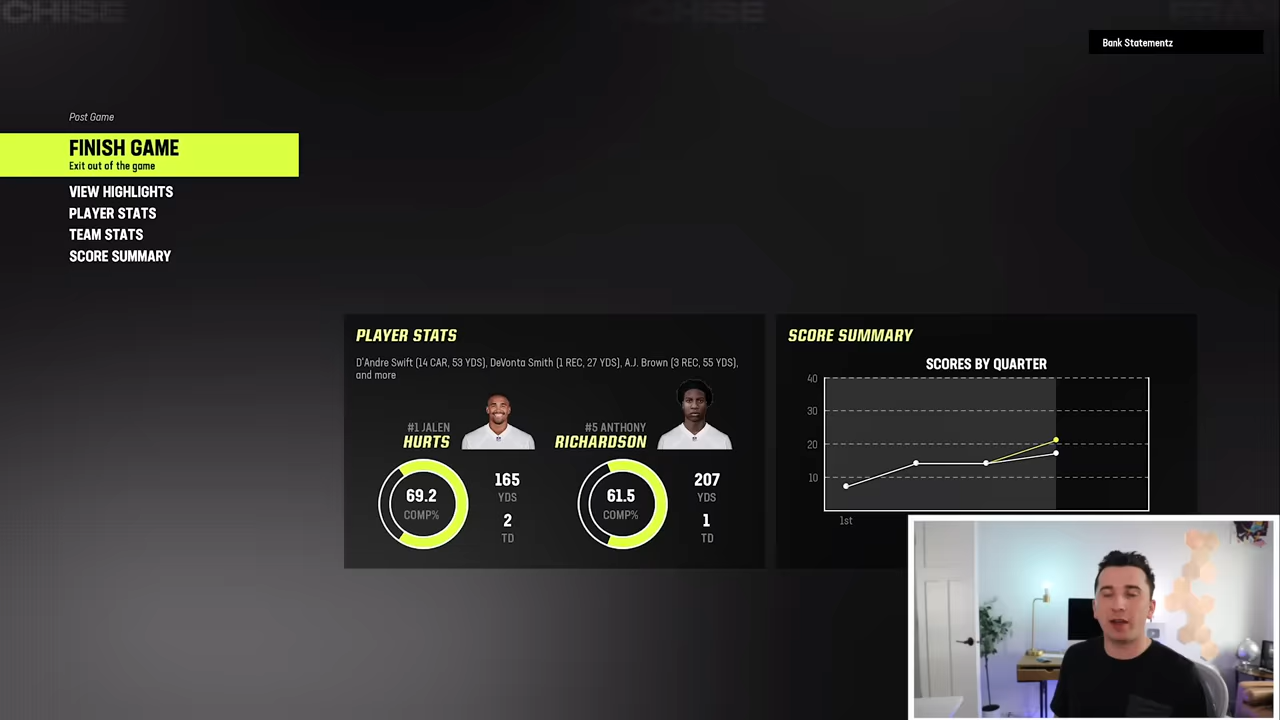 CHISE
CHISE
FRA
Bank Statementz
Post Game
FINISH GAME
Exit out of the game
VIEW HIGHLIGHTS
PLAYER STATS
TEAM STATS
SCORE SUMMARY
PLAYER STATS
D'Andre Swift (14 CAR, 53 YDS), DeVonta Smith (1 REC, 27 YDS), A.J. Brown (3 REC, 55 YDS),
and more
#1 JALEN
HURTS
69.2
COMP%
165
YDS
2
TD
#5 ANTHONY
RICHARDSON
61.5
COMP%
207
YDS
1
TD
SCORE SUMMARY
SCORES BY QUARTER
40
30
20
10
1st